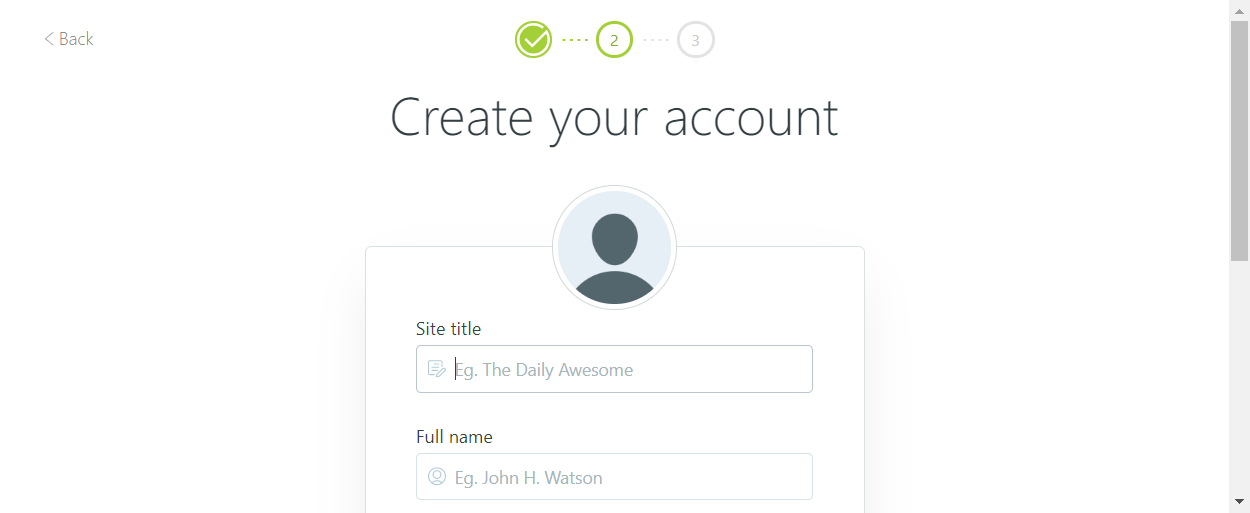 Back
2
3
Create your account
Site title
Eg. The Daily Awesome
Full name
Eg. John H. Watson